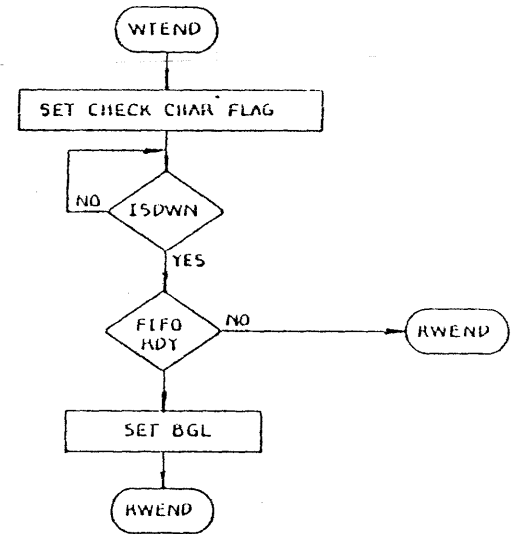 WTEND
SET CHECK CHAR FLAG
NO
ISDWN
YES
FIFO
RDY
NO
RWEND
SET BGL
RWEND